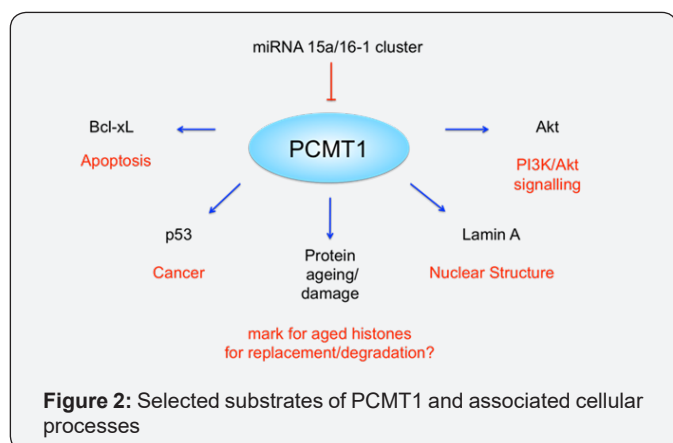 miRNA 15a/16-1 cluster
Bcl-xL
Apoptosis
PCMT1
Akt
PI3K/Akt
signalling
p53
Cancer
Protein
ageing/
damage
Lamin A
Nuclear Structure
mark for aged histones
for replacement/degradation?
Figure 2: Selected substrates of PCMT1 and associated cellular
processes